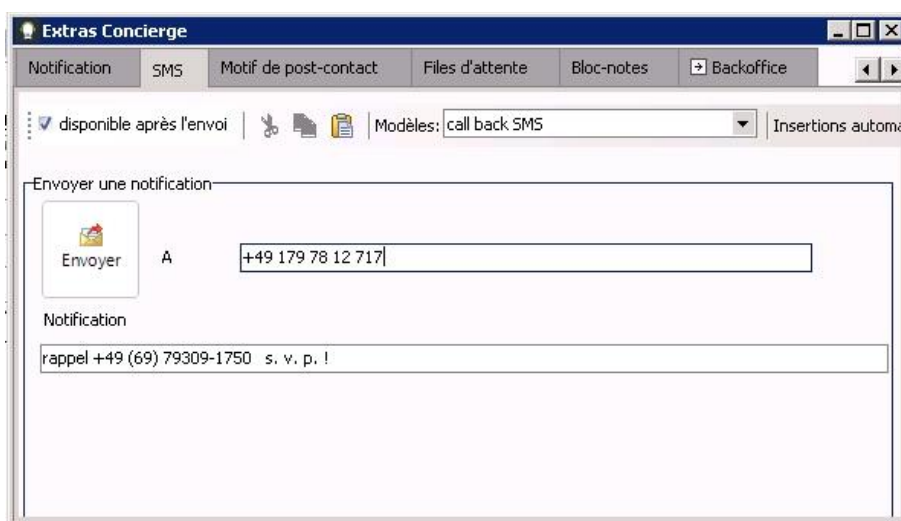 Extras Concierge
Notification SMS Motif de post-contact Files d'attente Bloc-notes Backoffice
disponible après l'envoi Modèles: call back SMS Insertions automa
Envoyer une notification
Envoyer A +49 179 78 12 717
Notification
rappel +49 (69) 79309-1750 s. v. p. !